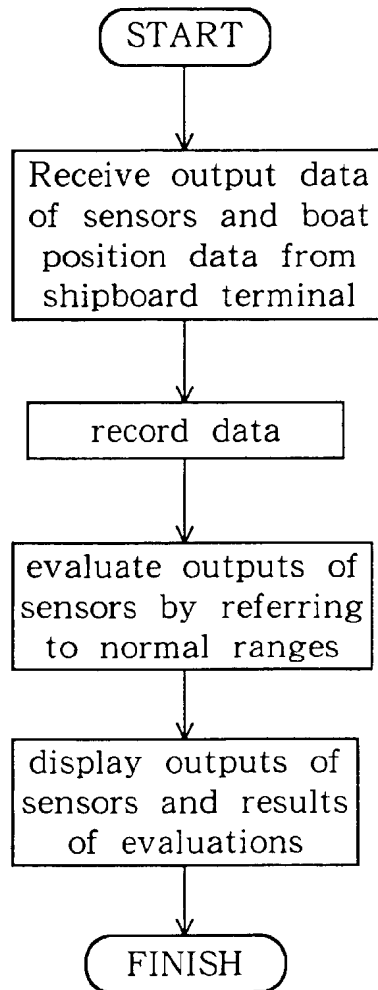 START
Receive output data
of sensors and boat
position data from
shipboard terminal
record data
evaluate outputs of
sensors by referring
to normal ranges
display outputs of
sensors and results
of evaluations
FINISH